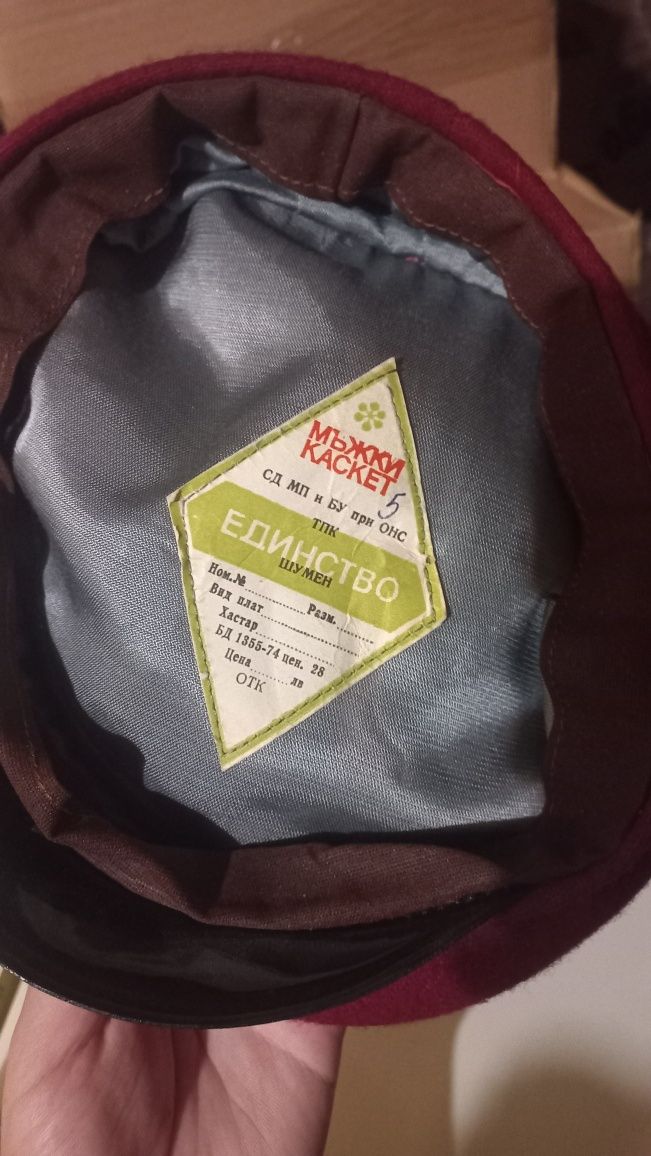 МЪЖКИ
КАСКЕТ
5
СД МП и БУ при ОНС
ТПК
ЕДИНСТВО
ШУМЕН
Ном.№.............. Разм.........
Вид плат......................
Хастар......................
БД 1355-74 цен. 28
Цена.........лв
ОТК